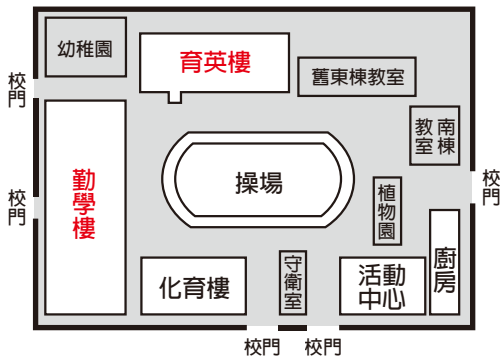 幼稚園
育英樓
舊東棟教室
校門
南棟
教室
勤學樓
操場
校門
植物園
校門
廚房
化育樓
守衛室
活動
中心
校門
校門